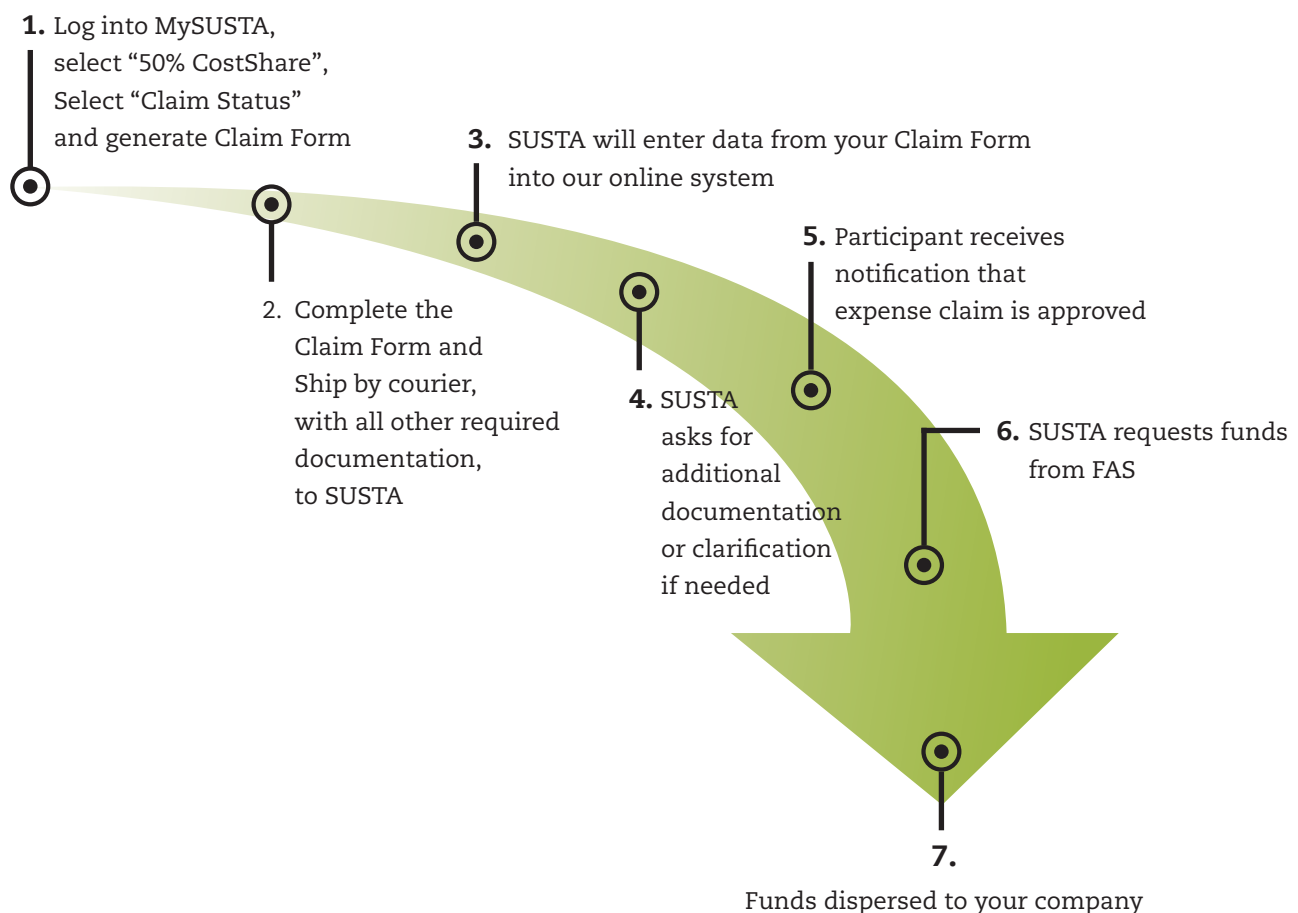 1. Log into MySUSTA,
select “50% CostShare”,
Select “Claim Status”
and generate Claim Form
2. Complete the
Claim Form and
Ship by courier,
with all other required
documentation,
to SUSTA
3. SUSTA will enter data from your Claim Form
into our online system
4. SUSTA
asks for
additional
documentation
or clarification
if needed
5. Participant receives
notification that
expense claim is approved
6. SUSTA requests funds
from FAS
7.
Funds dispersed to your company